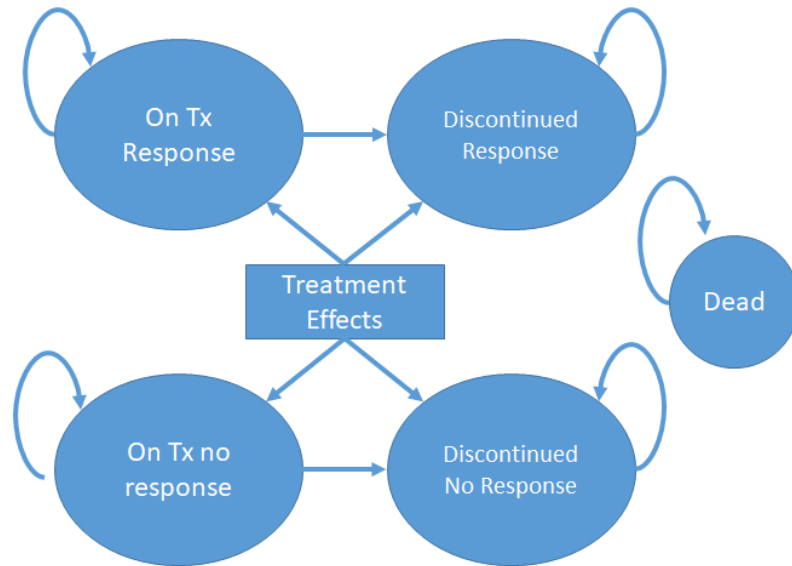 On Tx
Response
Discontinued
Response
Treatment
Effects
Dead
On Tx no
response
Discontinued
No Response